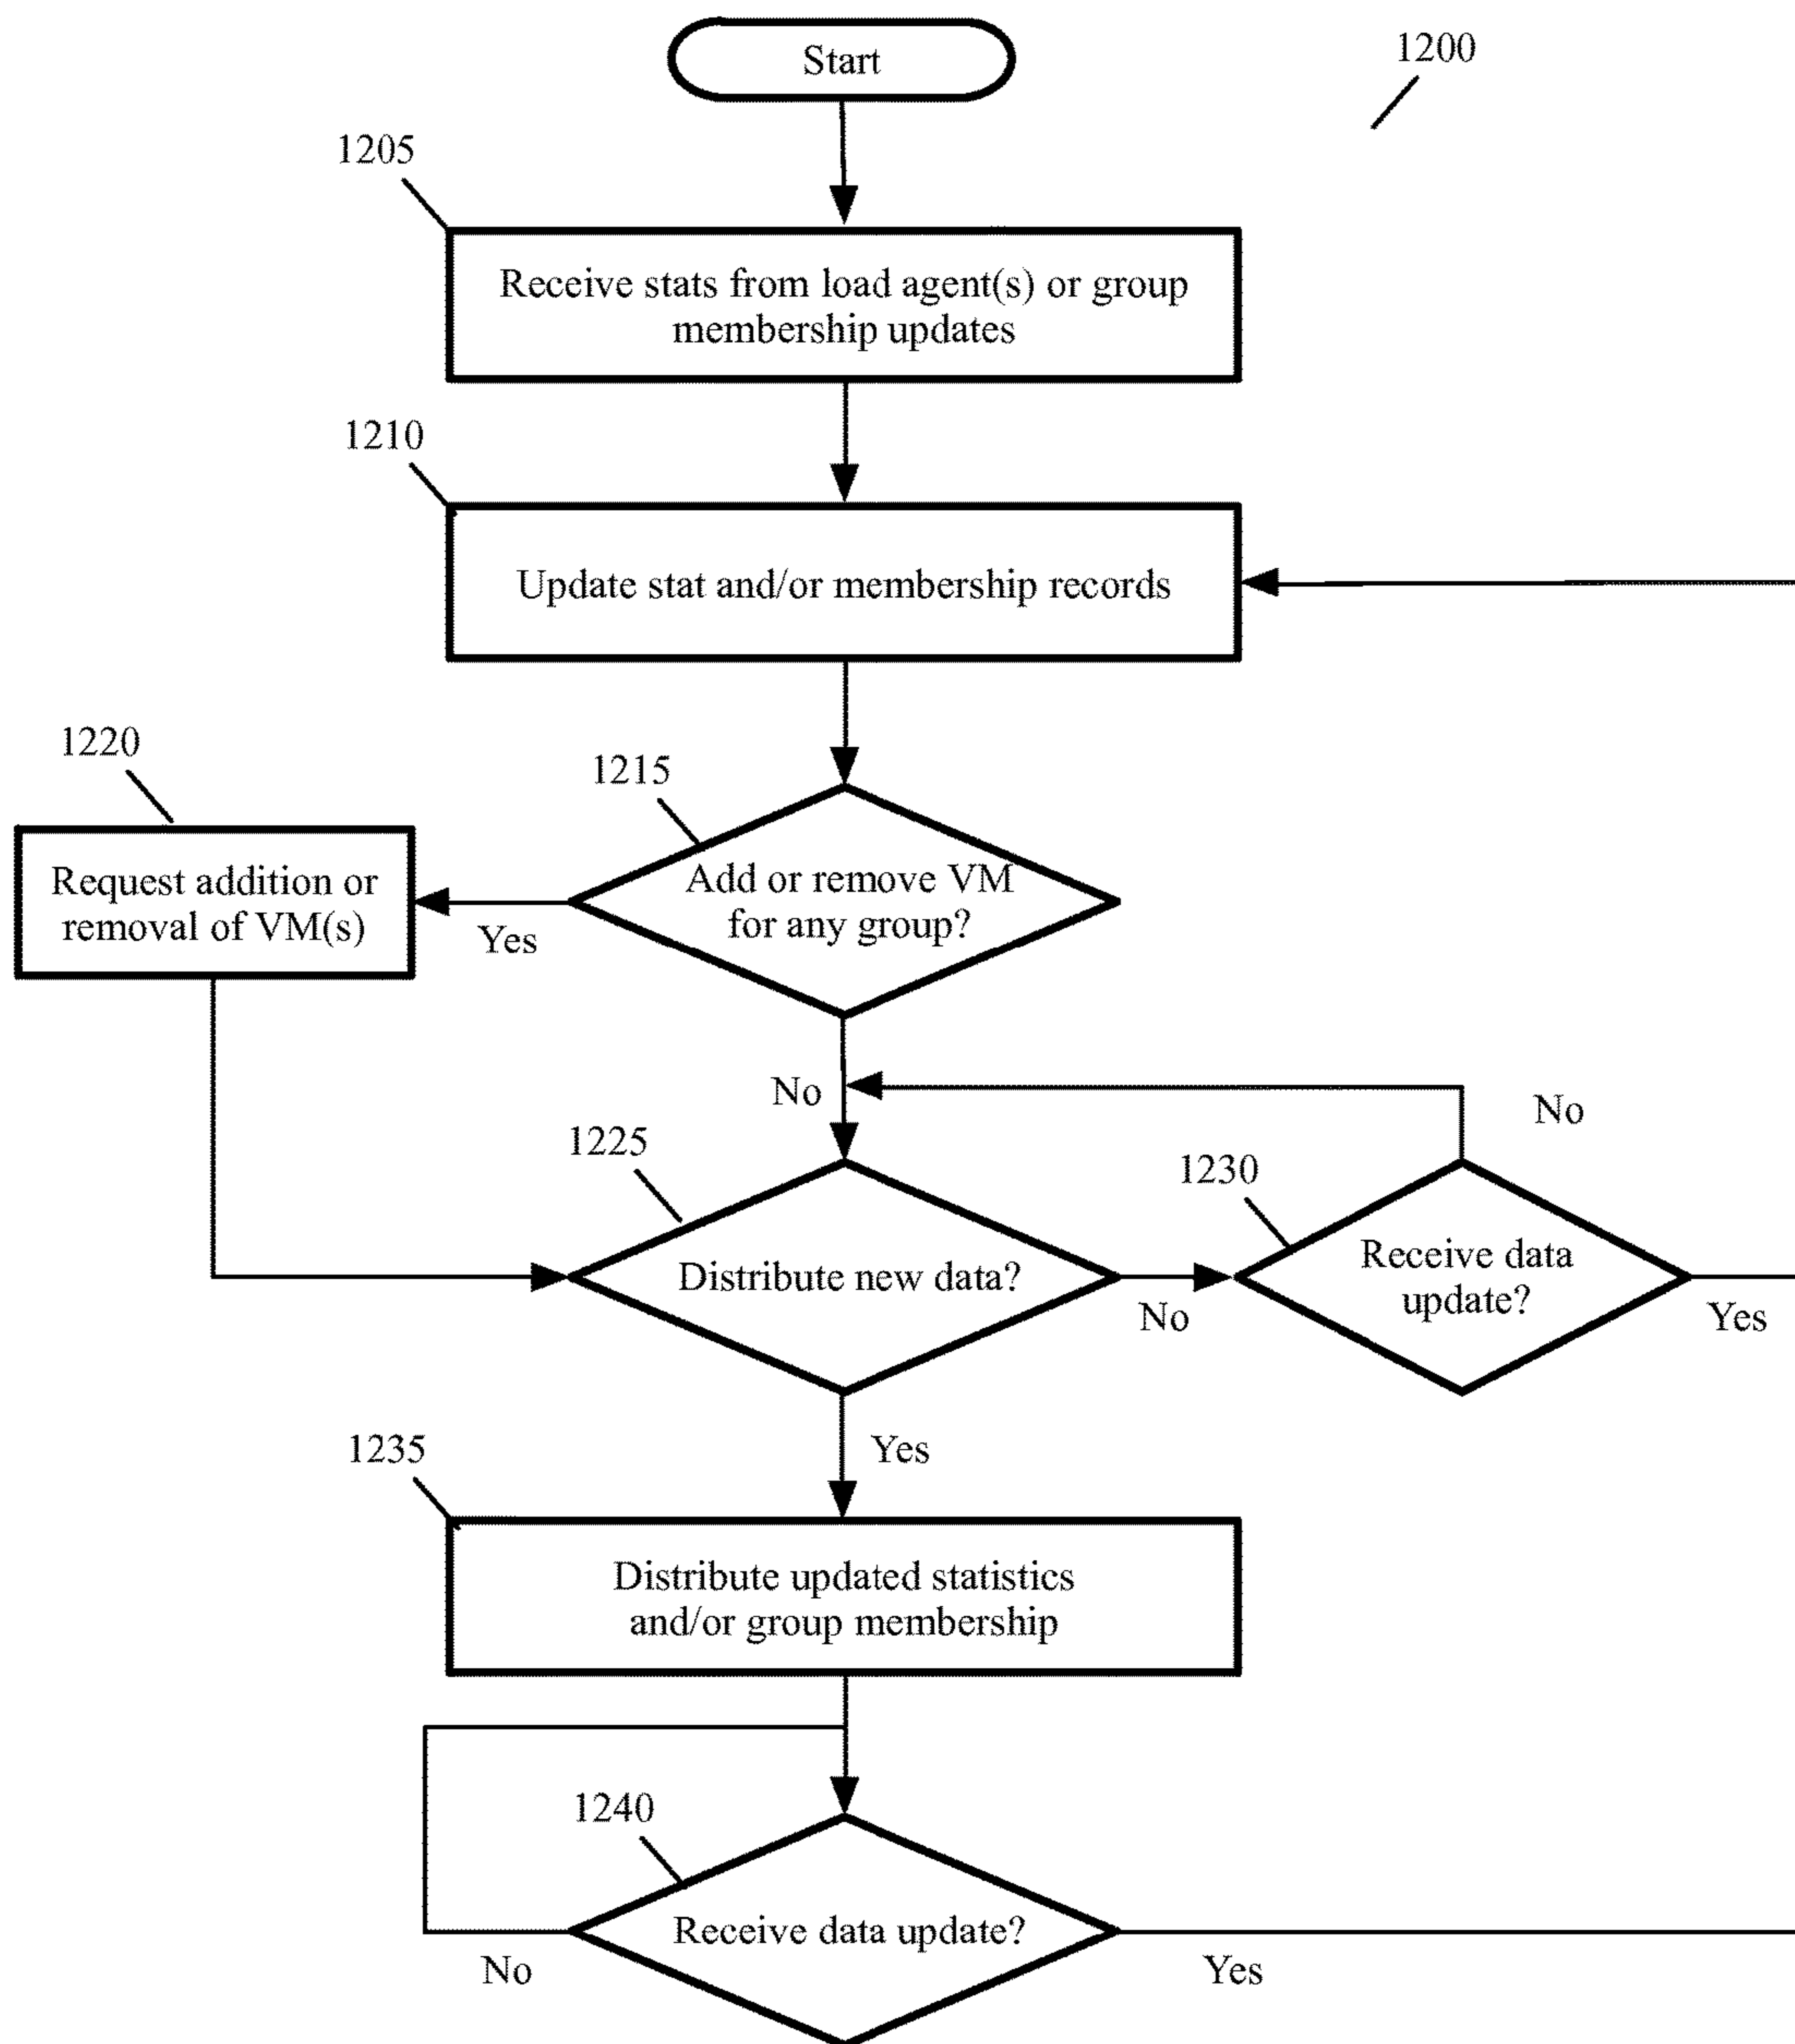 Start
1200
1205
Receive stats from load agent(s) or group
membership updates
1210
Update stat and/or membership records
1220
1215
Request addition or
removal of VM(s)
Add or remove VM
for any group?
Yes
No
No
1225
1230
Distribute new data?
Receive data
update?
No
Yes
Yes
1235
Distribute updated statistics
and/or group membership
1240
Receive data update?
No
Yes